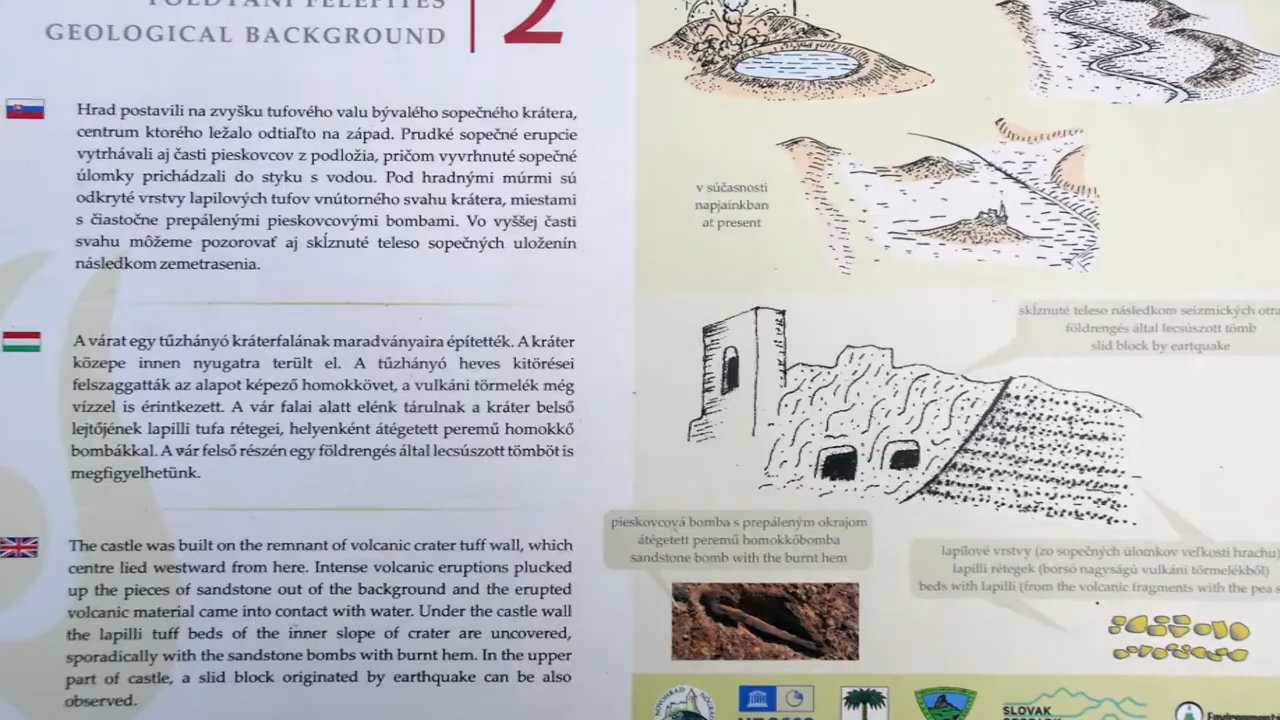 FÖLDTANI FELÉPÍTÉS
GEOLOGICAL BACKGROUND
2
Hrad postavili na zvyšku tufového valu bývalého sopečného krátera,
centrum ktorého ležalo odtiaľto na západ. Prudké sopečné erupcie
vytrhávali aj časti pieskovcov z podložia, pričom vyvrhnuté sopečné
úlomky prichádzali do styku s vodou. Pod hradnými múrmi sú
odkryté vrstvy lapilových tufov vnútorného svahu krátera, miestami
s čiastočne prepálenými pieskovcovými bombami. Vo vyššej časti
svahu môžeme pozorovať aj skĺznuté teleso sopečných uloženín
následkom zemetrasenia.
A várat egy tűzhányó kráterfalának maradványaira építették. A kráter
közepe innen nyugatra terült el. A tűzhányó heves kitörései
felszaggatták az alapot képező homokkövet, a vulkáni törmelék még
vízzel is érintkezett. A vár falai alatt elénk tárulnak a kráter belső
lejtőjének lapilli tufa rétegei, helyenként átégetett peremű homokkő
bombákkal. A vár felső részén egy földrengés által lecsúszott tömböt is
megfigyelhetünk.
The castle was built on the remnant of volcanic crater tuff wall, which
centre lied westward from here. Intense volcanic eruptions plucked
up the pieces of sandstone out of the background and the erupted
volcanic material came into contact with water. Under the castle wall
the lapilli tuff beds of the inner slope of crater are uncovered,
sporadically with the sandstone bombs with burnt hem. In the upper
part of castle, a slid block originated by earthquake can be also
observed.
v súčasnosti
napjainkban
at present
skĺznuté teleso následkom seizmických otra
földrengés által lecsúszott tömb
slid block by eartquake
pieskovcová bomba s prepáleným okrajom
átégetett peremű homokkőbomba
sandstone bomb with the burnt hem
lapilové vrstvy (zo sopečných úlomkov veľkosti hrachu)
lapilli rétegek (borsó nagyságú vulkáni törmelékből)
beds with lapilli (from the volcanic fragments with the pea s
SLOVAK